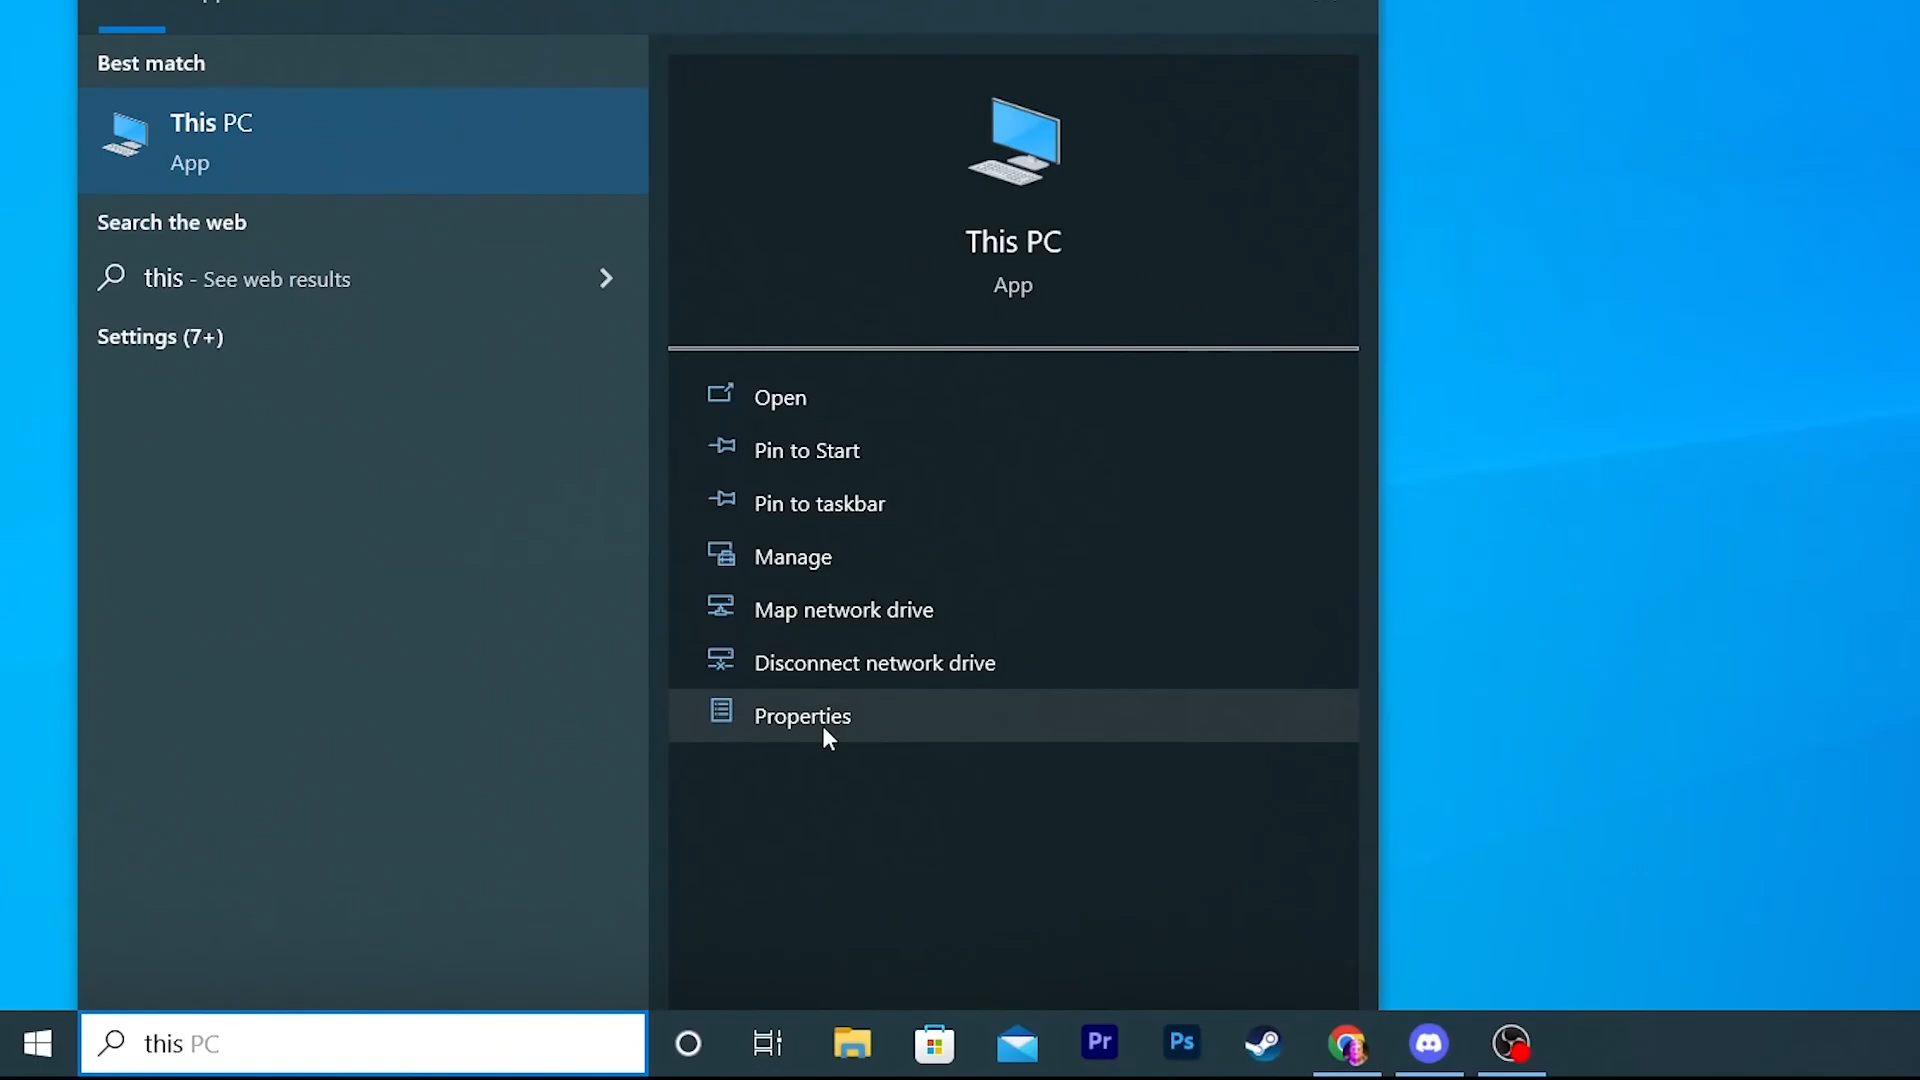 Best match
This PC
App
Search the web
this - See web results
Settings (7+)
This PC
App
Open
Pin to Start
Pin to taskbar
Manage
Map network drive
Disconnect network drive
Properties
this PC
Pr
Ps